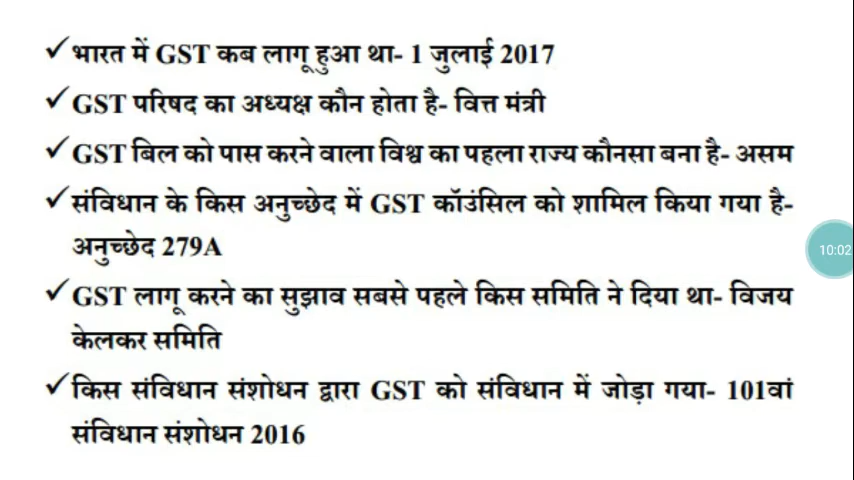 ✓ भारत में GST कब लागू हुआ था- 1 जुलाई 2017
✓ GST परिषद का अध्यक्ष कौन होता है- वित्त मंत्री
✓ GST बिल को पास करने वाला विश्व का पहला राज्य कौनसा बना है- असम
✓ संविधान के किस अनुच्छेद में GST कॉउंसिल को शामिल किया गया है-
अनुच्छेद 279A
10:02
✓ GST लागू करने का सुझाव सबसे पहले किस समिति ने दिया था- विजय
केलकर समिति
✓ किस संविधान संशोधन द्वारा GST को संविधान में जोड़ा गया- 101वां
संविधान संशोधन 2016